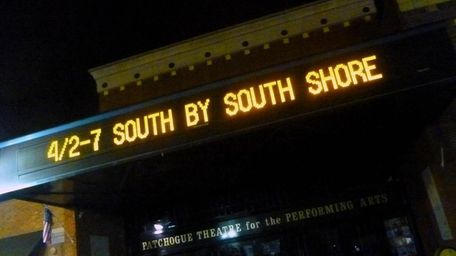 4/2-7 SOUTH BY SOUTH SHORE
PATCHOGUE THEATRE for the PERFORMING ARTS